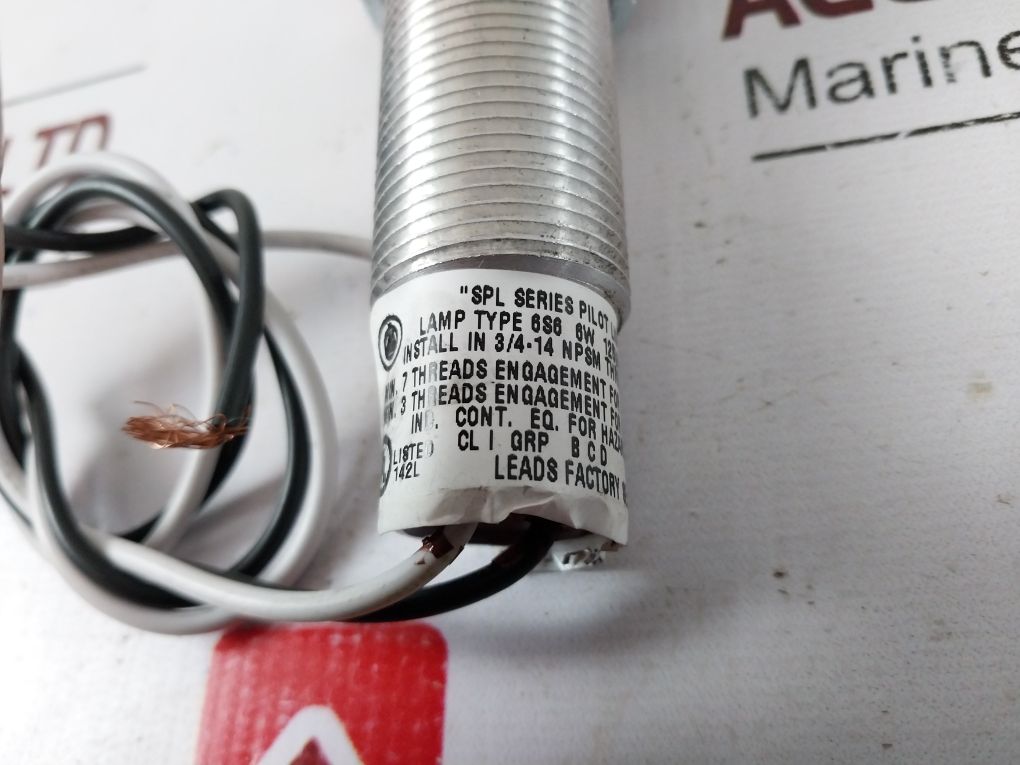 LTD
Marine
"SPL SERIES PILOT
LAMP TYPE 6S6 6W
INSTALL IN 3/4-14 NPSM
7 THREADS ENGAGEMENT
3 THREADS ENGAGEMENT
IND. CONT. EQ. FOR
CL I GRP B C D
LISTED
142L
LEADS FACTORY